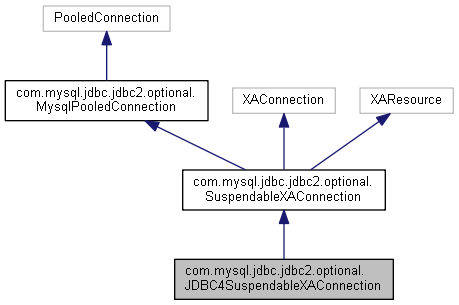 PooledConnection
com.mysql.jdbc.jdbc2.optional.
MysqlPooledConnection
XAConnection
XAResource
com.mysql.jdbc.jdbc2.optional.
SuspendableXAConnection
com.mysql.jdbc.jdbc2.optional.
JDBC4SuspendableXAConnection